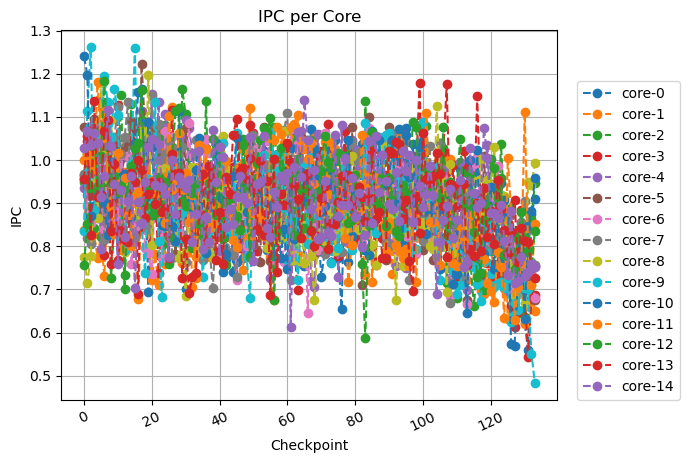 IPC per Core
IPC
1.3
1.2
1.1
1.0
0.9
0.8
0.7
0.6
0.5
0
20
40
60
80
100
120
Checkpoint
core-0
core-1
core-2
core-3
core-4
core-5
core-6
core-7
core-8
core-9
core-10
core-11
core-12
core-13
core-14